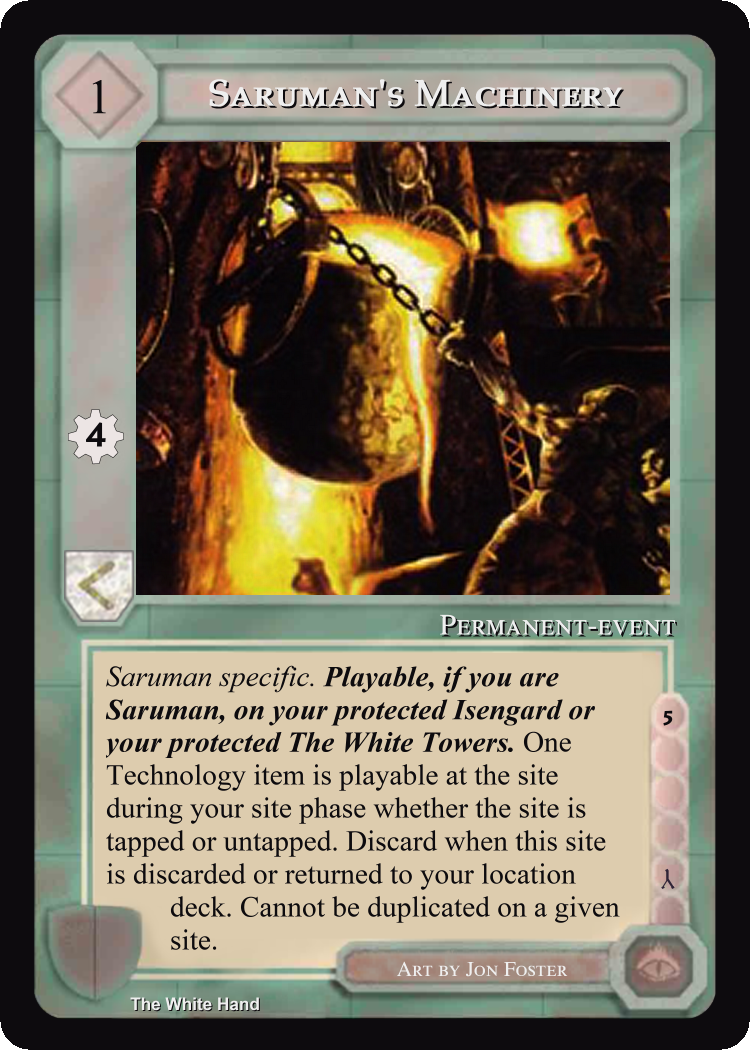 1
Saruman's Machinery
4
Permanent-event
Saruman specific. Playable, if you are
Saruman, on your protected Isengard or
your protected The White Towers. One
Technology item is playable at the site
during your site phase whether the site is
tapped or untapped. Discard when this site
is discarded or returned to your location
deck. Cannot be duplicated on a given
site.
5
Art by Jon Foster
The White Hand